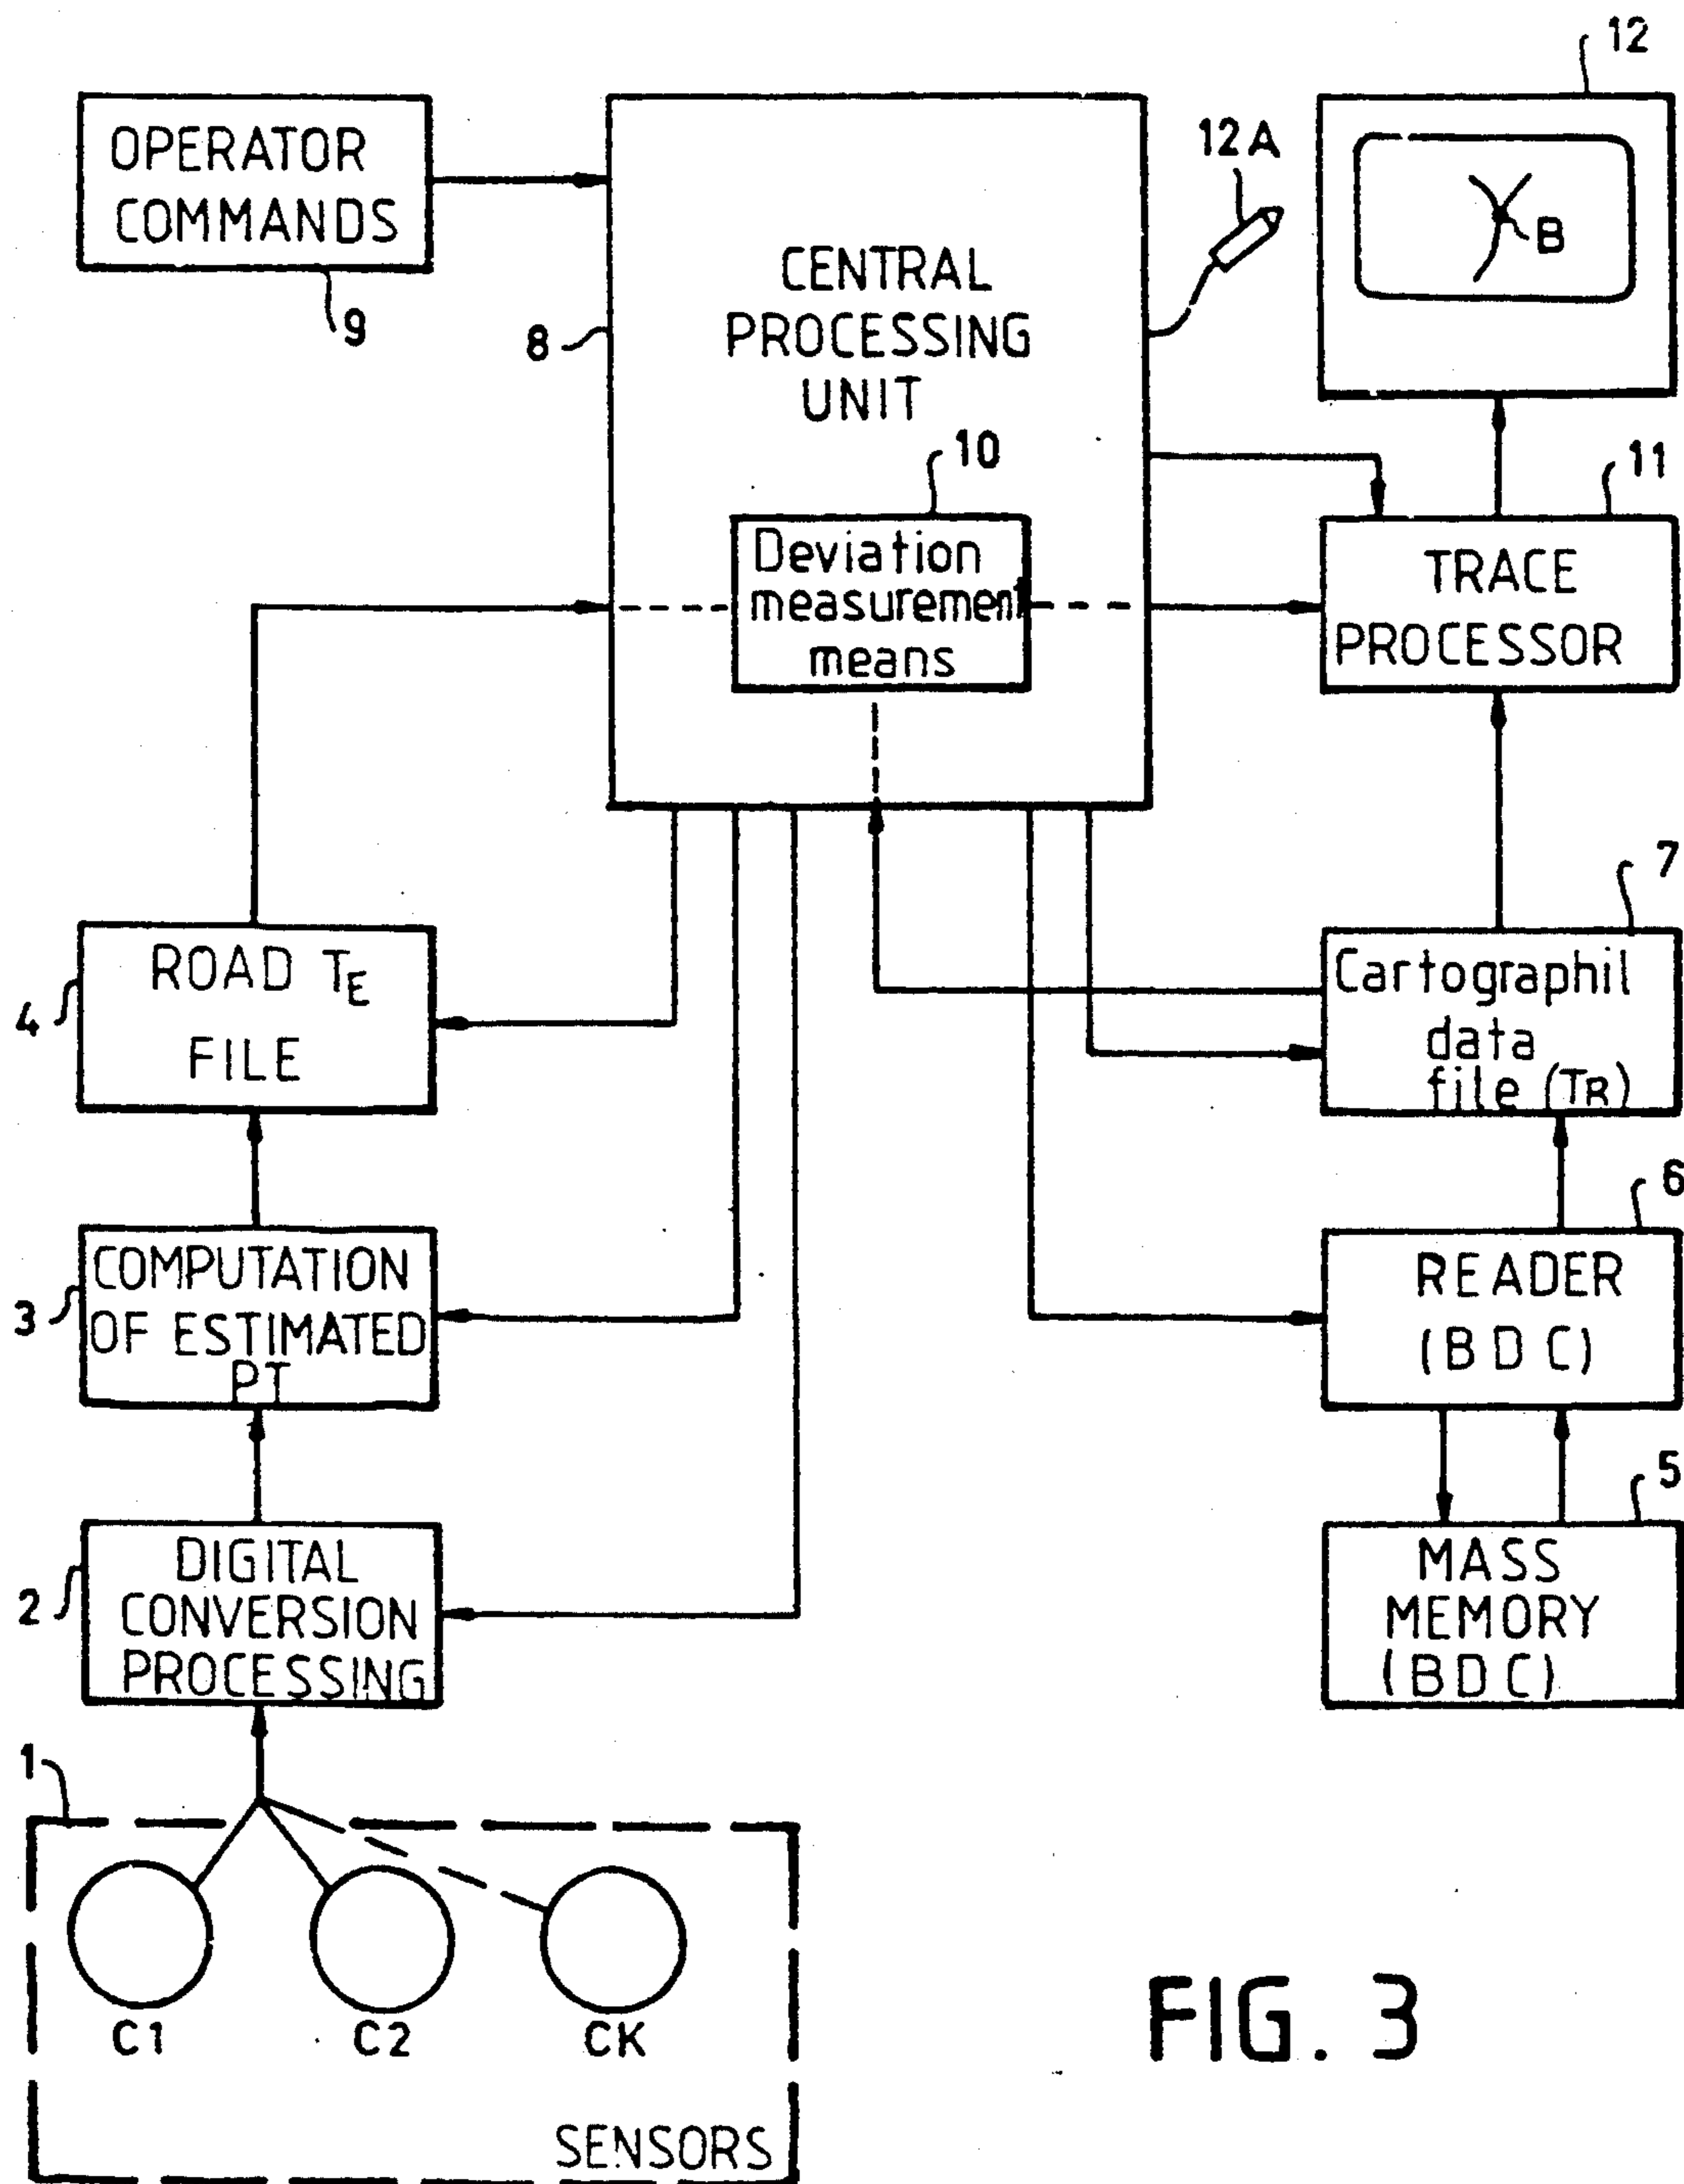 12
OPERATOR
COMMANDS
9
8
CENTRAL
PROCESSING
UNIT
12A
B
10
Deviation
measurement
means
11
TRACE
PROCESSOR
4
ROAD TE
FILE
7
Cartographil
data
file (TR)
3
COMPUTATION
OF ESTIMATED
PT
6
READER
(BDC)
2
DIGITAL
CONVERSION
PROCESSING
5
MASS
MEMORY
(BDC)
1
C1 C2 CK
SENSORS
FIG. 3